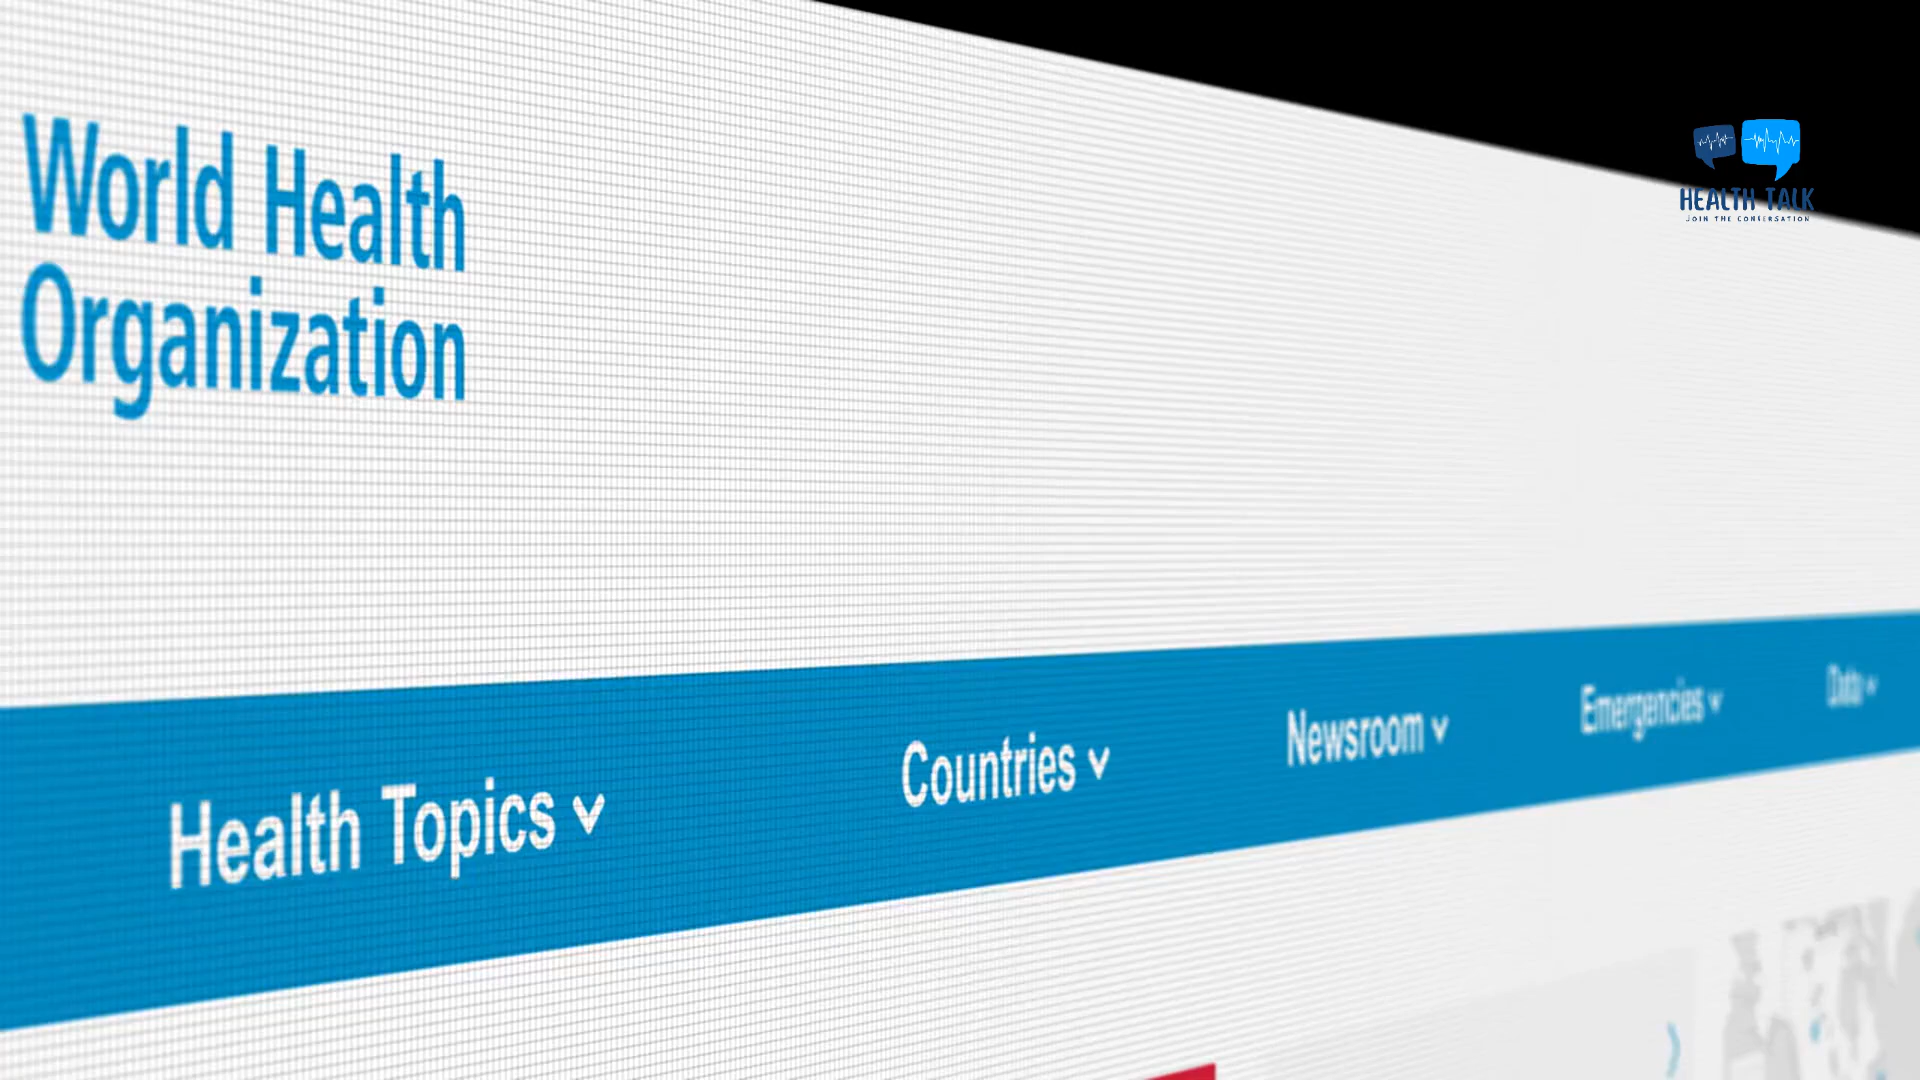 World Health
Organization
HEALTH TALK
JOIN THE CONVERSATION
Health Topics
Countries
Newsroom
Emergencies
Data